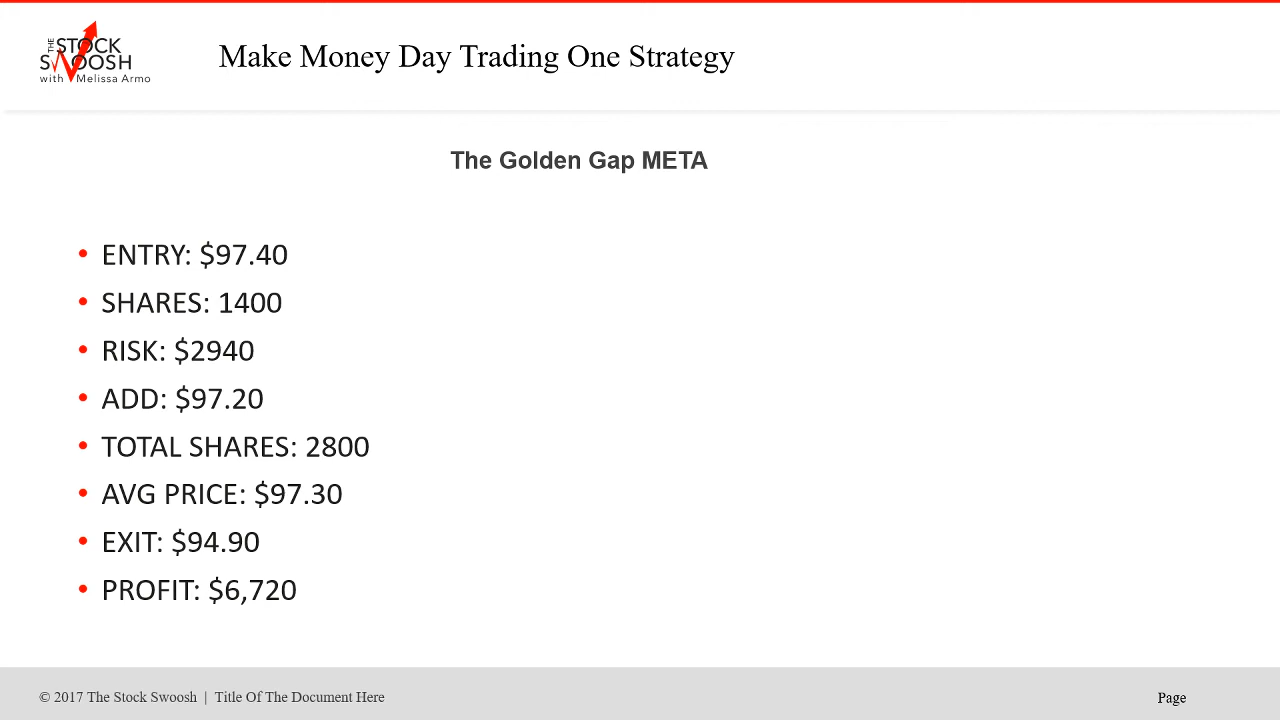 THE STOCK
SWOOSH
with Melissa Armo
Make Money Day Trading One Strategy
The Golden Gap META
• ENTRY: $97.40
• SHARES: 1400
• RISK: $2940
• ADD: $97.20
• TOTAL SHARES: 2800
• AVG PRICE: $97.30
• EXIT: $94.90
• PROFIT: $6,720
© 2017 The Stock Swoosh | Title Of The Document Here
Page